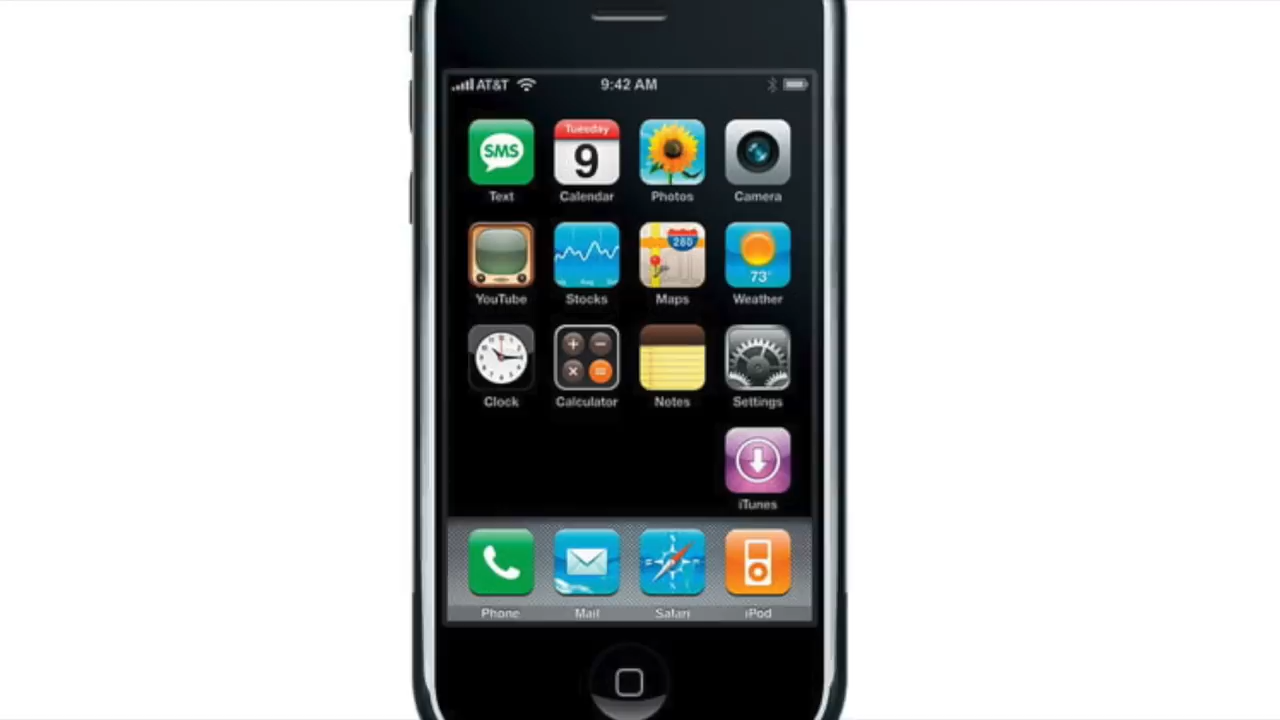 AT&T 9:42 AM
SMS Tuesday 9
Text Calendar Photos Camera
280 73°
YouTube Stocks Maps Weather
Clock Calculator Notes Settings
iTunes
Phone Mail Safari iPod